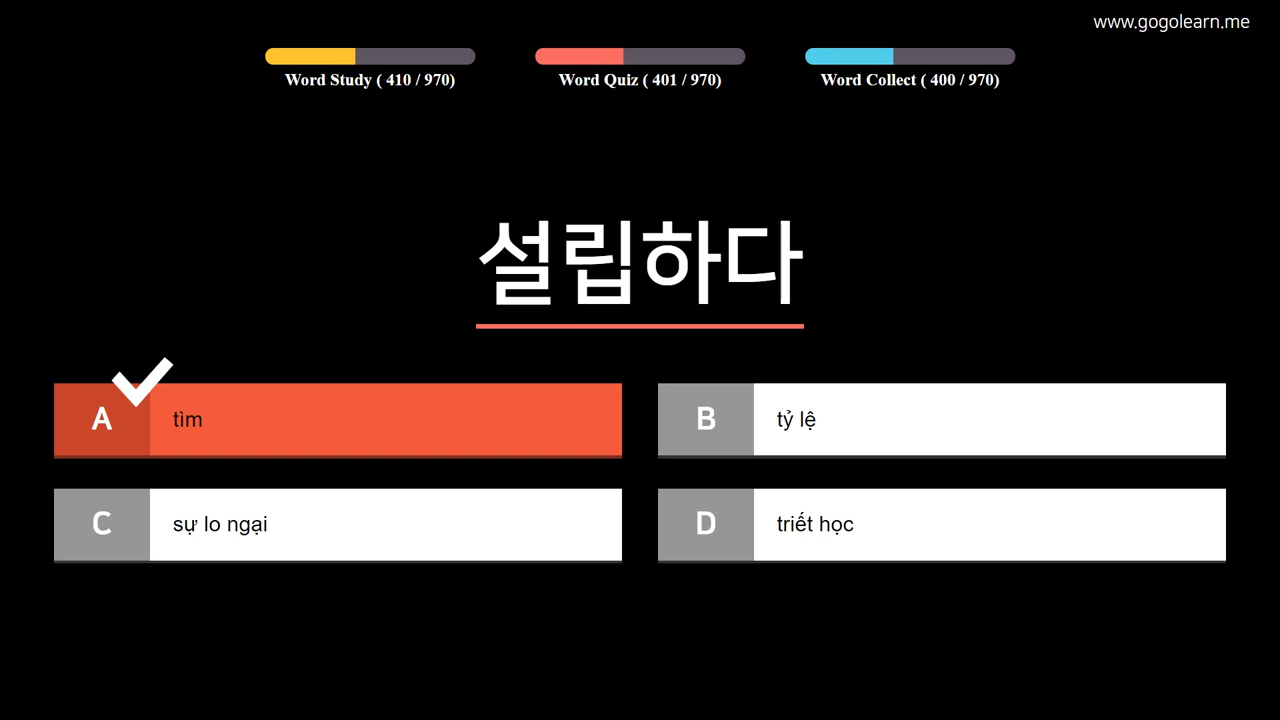 www.gogolearn.me
Word Study ( 410 / 970)
Word Quiz ( 401 / 970)
Word Collect ( 400 / 970)
설립하다
A tìm
B tỷ lệ
C sự lo ngại
D triết học